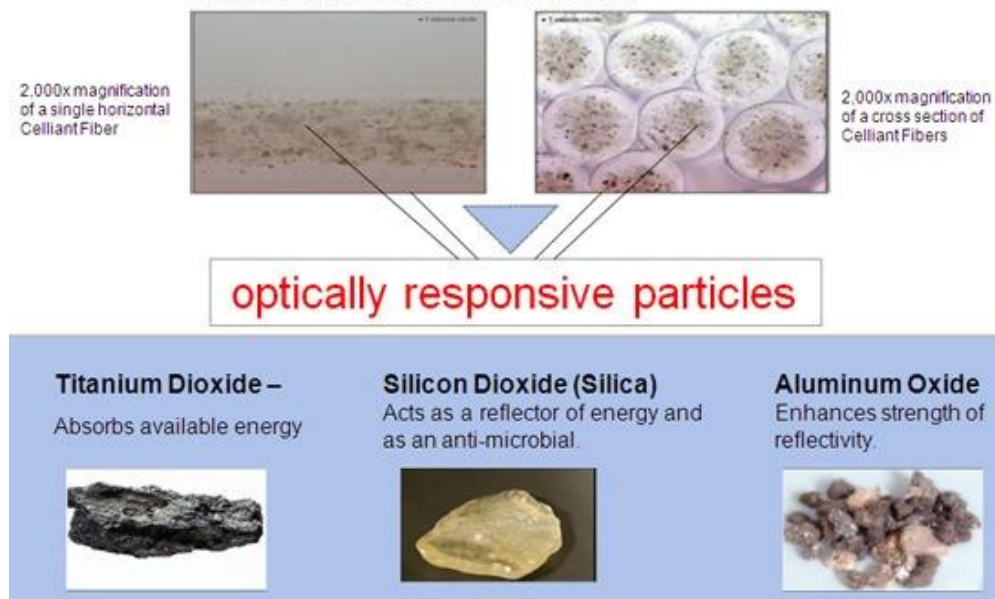 2,000x magnification
of a single horizontal
Celliant Fiber
2,000x magnification
of a cross section of
Celliant Fibers
optically responsive particles
Titanium Dioxide –
Absorbs available energy
Silicon Dioxide (Silica)
Acts as a reflector of energy and
as an anti-microbial.
Aluminum Oxide
Enhances strength of
reflectivity.